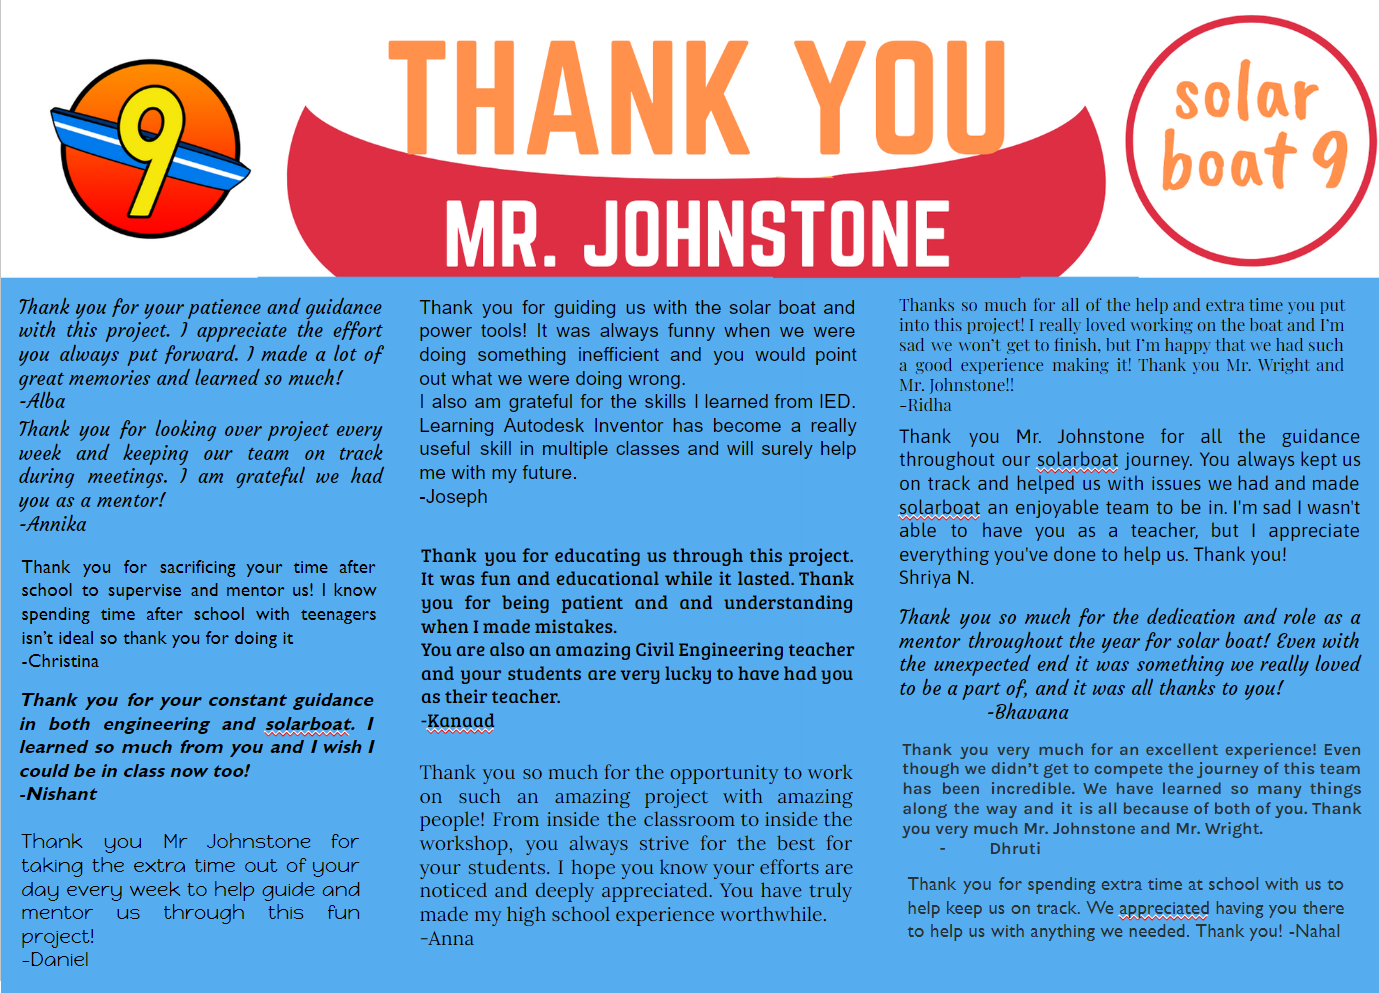 9
THANK YOU
MR. JOHNSTONE
solar
boat 9
Thank you for your patience and guidance
with this project. I appreciate the effort
you always put forward. I made a lot of
great memories and learned so much!
-Alba
Thank you for looking over project every
week and keeping our team on track
during meetings. I am grateful we had
you as a mentor!
-Annika
Thank you for sacrificing your time after
school to supervise and mentor us! I know
spending time after school with teenagers
isn't ideal so thank you for doing it
-Christina
Thank you for your constant guidance
in both engineering and solarboat. I
learned so much from you and I wish I
could be in class now too!
-Nishant
Thank you Mr Johnstone for
taking the extra time out of your
day every week to help guide and
mentor us through this fun
project!
-Daniel
Thank you for guiding us with the solar boat and
power tools! It was always funny when we were
doing something inefficient and you would point
out what we were doing wrong.
I also am grateful for the skills I learned from IED.
Learning Autodesk Inventor has become a really
useful skill in multiple classes and will surely help
me with my future.
-Joseph
Thank you for educating us through this project.
It was fun and educational while it lasted. Thank
you for being patient and and understanding
when I made mistakes.
You are also an amazing Civil Engineering teacher
and your students are very lucky to have had you
as their teacher.
-Kanaad
Thank you so much for the opportunity to work
on such an amazing project with amazing
people! From inside the classroom to inside the
workshop, you always strive for the best for
your students. I hope you know your efforts are
noticed and deeply appreciated. You have truly
made my high school experience worthwhile.
-Anna
Thanks so much for all of the help and extra time you put
into this project! I really loved working on the boat and I'm
sad we won't get to finish, but I'm happy that we had such
a good experience making it! Thank you Mr. Wright and
Mr. Johnstone!!
-Ridha
Thank you Mr. Johnstone for all the guidance
throughout our solarboat journey. You always kept us
on track and helped us with issues we had and made
solarboat an enjoyable team to be in. I'm sad I wasn't
able to have you as a teacher, but I appreciate
everything you've done to help us. Thank you!
Shriya N.
Thank you so much for the dedication and role as a
mentor throughout the year for solar boat! Even with
the unexpected end it was something we really loved
to be a part of, and it was all thanks to you!
-Bhavana
Thank you very much for an excellent experience! Even
though we didn't get to compete the journey of this team
has been incredible. We have learned so many things
along the way and it is all because of both of you. Thank
you very much Mr. Johnstone and Mr. Wright.
- Dhruti
Thank you for spending extra time at school with us to
help keep us on track. We appreciated having you there
to help us with anything we needed. Thank you! -Nahal